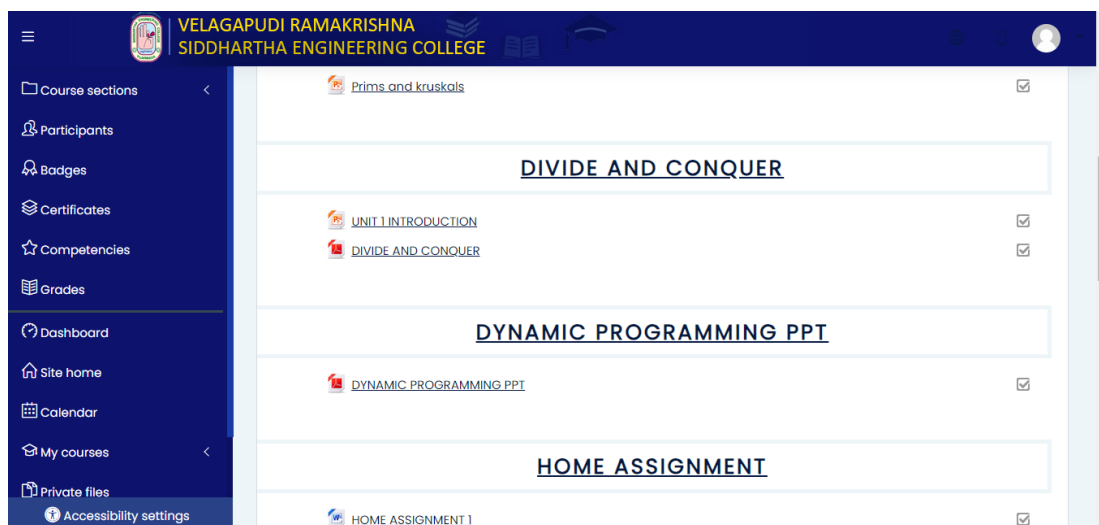 VELAGAPUDI RAMAKRISHNA
SIDDHARTHA ENGINEERING COLLEGE
Course sections
Participants
Badges
Certificates
Competencies
Grades
Dashboard
Site home
Calendar
My courses
Private files
Accessibility settings
Prims and kruskals
DIVIDE AND CONQUER
UNIT 1 INTRODUCTION
DIVIDE AND CONQUER
DYNAMIC PROGRAMMING PPT
DYNAMIC PROGRAMMING PPT
HOME ASSIGNMENT
HOME ASSIGNMENT 1